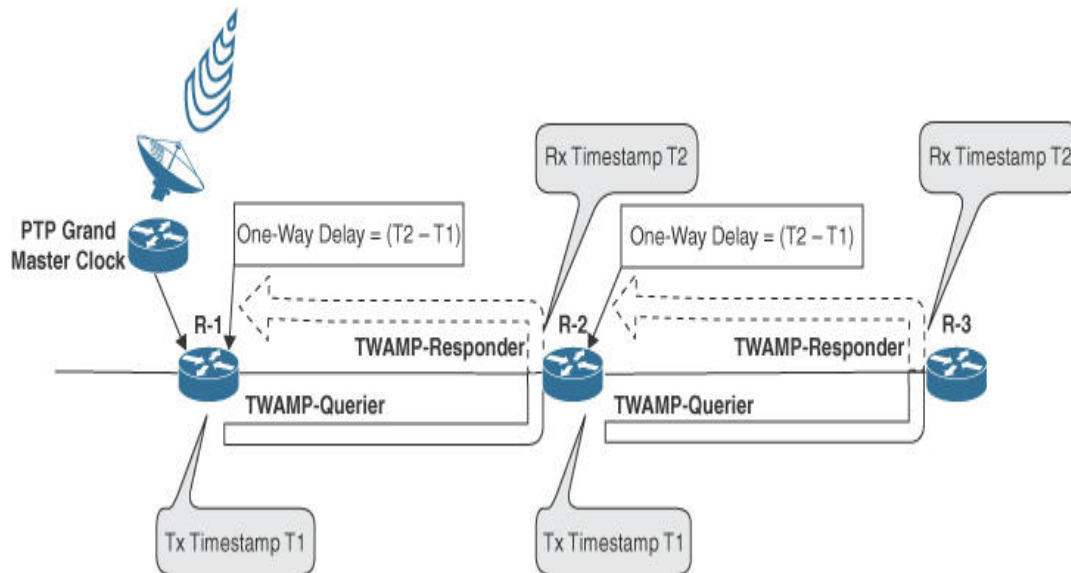 Rx Timestamp T2
Rx Timestamp T2
PTP Grand
Master Clock
One-Way Delay = (T2 – T1)
One-Way Delay = (T2 – T1)
R-1
R-2
R-3
TWAMP-Responder
TWAMP-Responder
TWAMP-Querier
TWAMP-Querier
Tx Timestamp T1
Tx Timestamp T1